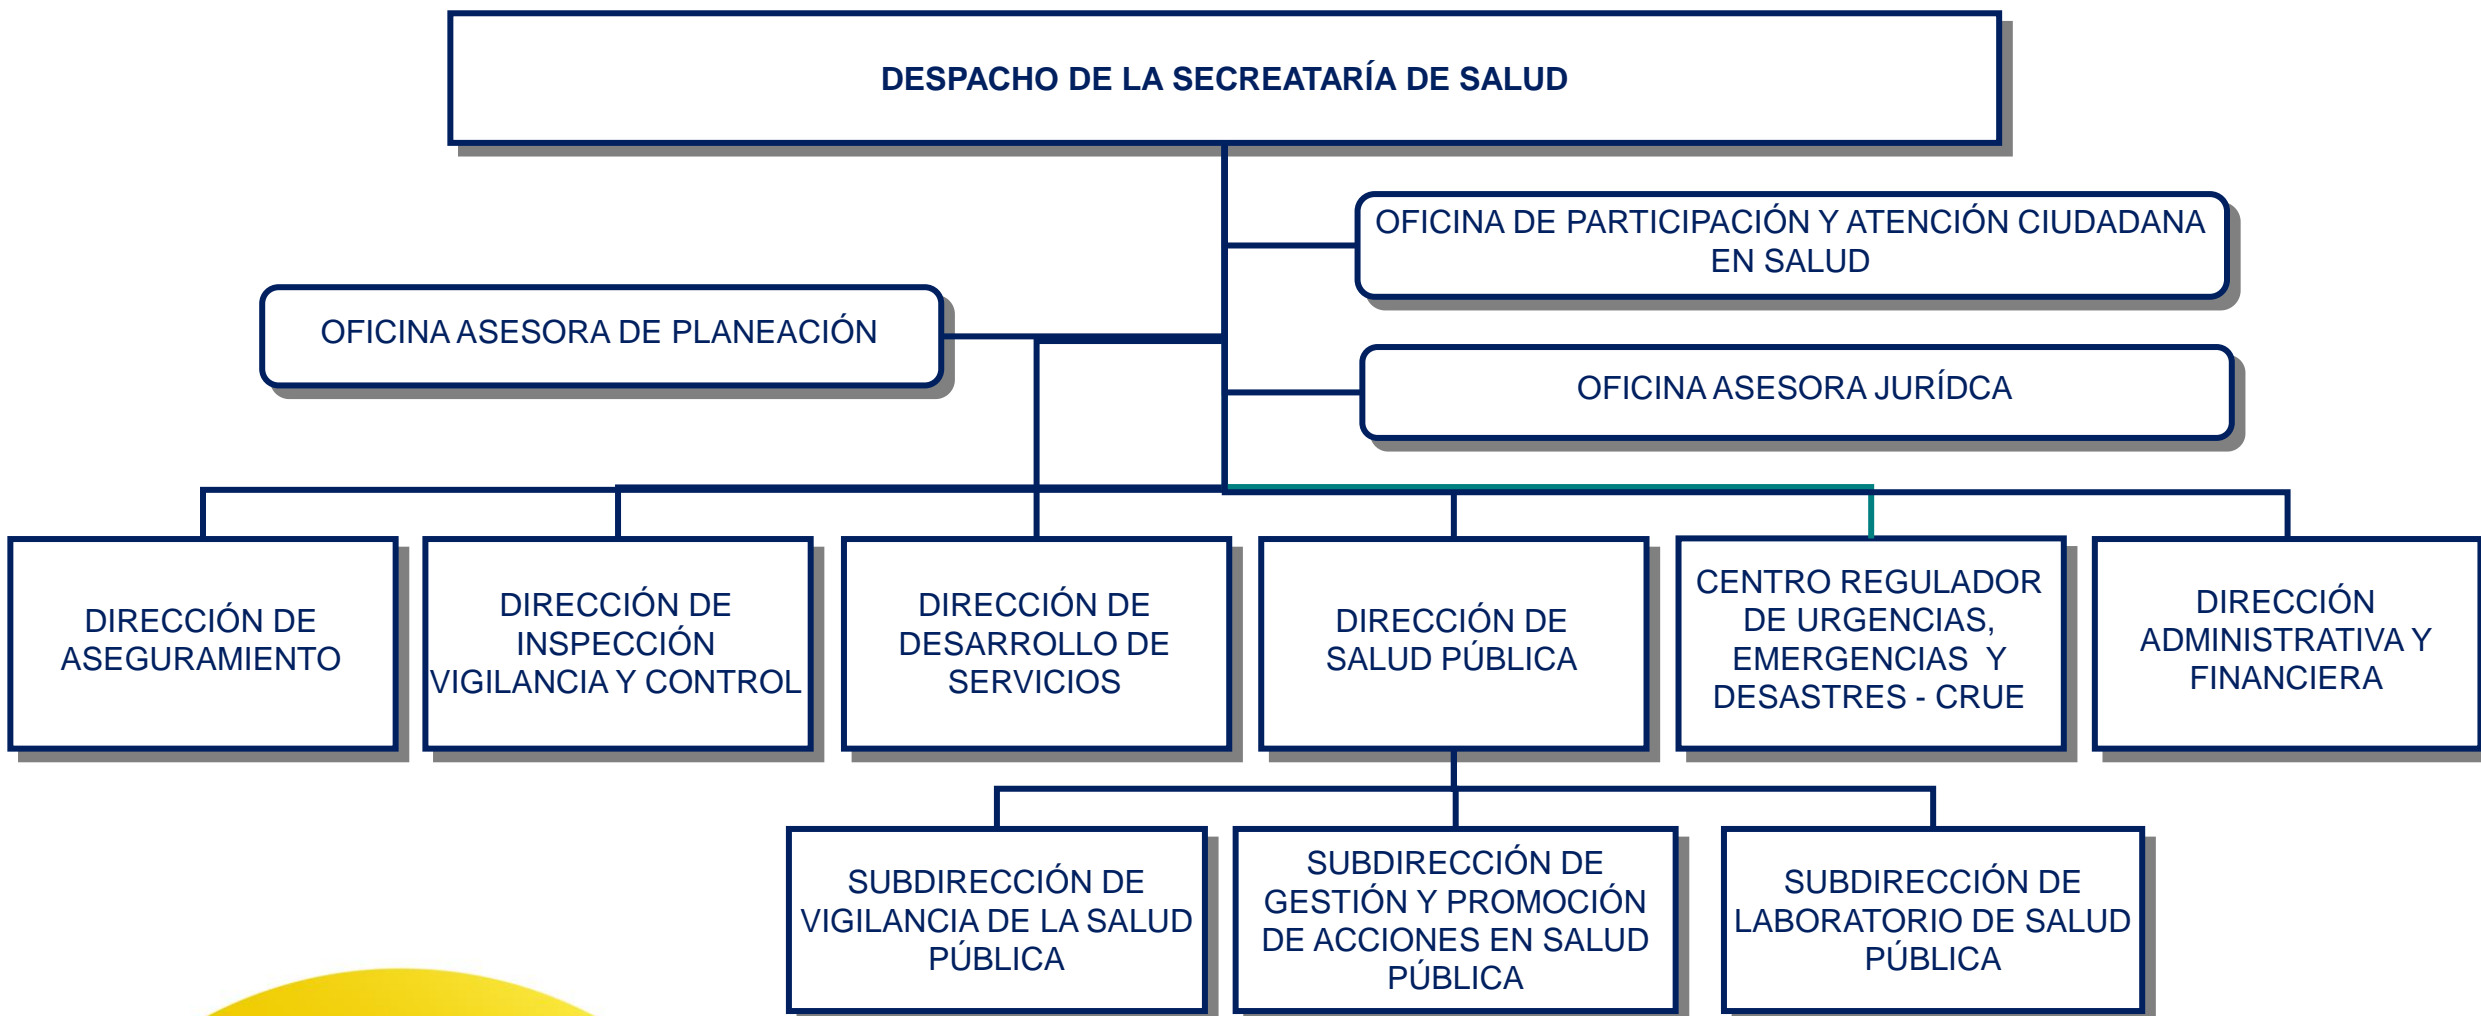 DESPACHO DE LA SECREATARÍA DE SALUD
OFICINA DE PARTICIPACIÓN Y ATENCIÓN CIUDADANA
EN SALUD
OFICINA ASESORA DE PLANEACIÓN
OFICINA ASESORA JURÍDCA
DIRECCIÓN DE
ASEGURAMIENTO
DIRECCIÓN DE
INSPECCIÓN
VIGILANCIA Y CONTROL
DIRECCIÓN DE
DESARROLLO DE
SERVICIOS
DIRECCIÓN DE
SALUD PÚBLICA
CENTRO REGULADOR
DE URGENCIAS,
EMERGENCIAS  Y
DESASTRES - CRUE
DIRECCIÓN
ADMINISTRATIVA Y
FINANCIERA
SUBDIRECCIÓN DE
VIGILANCIA DE LA SALUD
PÚBLICA
SUBDIRECCIÓN DE
GESTIÓN Y PROMOCIÓN
DE ACCIONES EN SALUD
PÚBLICA
SUBDIRECCIÓN DE
LABORATORIO DE SALUD
PÚBLICA